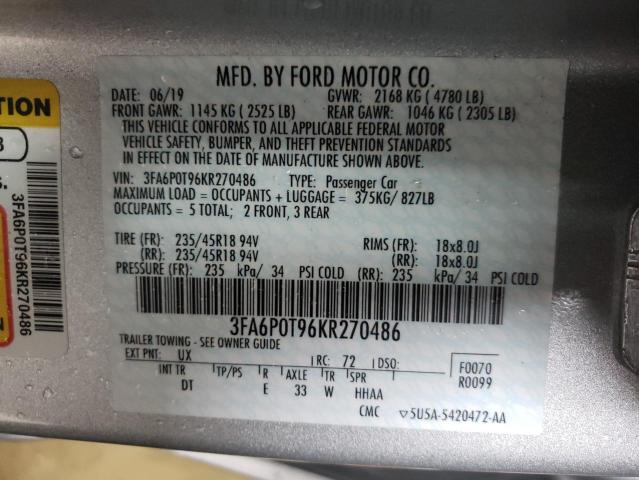 MFD. BY FORD MOTOR CO.
DATE: 06/19 GVWR: 2168 KG ( 4780 LB)
FRONT GAWR: 1145 KG ( 2525 LB) REAR GAWR: 1046 KG ( 2305 LB)
THIS VEHICLE CONFORMS TO ALL APPLICABLE FEDERAL MOTOR
VEHICLE SAFETY, BUMPER, AND THEFT PREVENTION STANDARDS
IN EFFECT ON THE DATE OF MANUFACTURE SHOWN ABOVE.
VIN: 3FA6P0T96KR270486 TYPE: Passenger Car
MAXIMUM LOAD = OCCUPANTS + LUGGAGE = 375KG/ 827LB
OCCUPANTS = 5 TOTAL; 2 FRONT, 3 REAR
TIRE (FR): 235/45R18 94V RIMS (FR): 18x8.0J
(RR): 235/45R18 94V (RR): 18x8.0J
PRESSURE (FR): 235 kPa/ 34 PSI COLD (RR): 235 kPa/ 34 PSI COLD
3FA6P0T96KR270486
TRAILER TOWING - SEE OWNER GUIDE
EXT PNT: UX RC: 72 DSO: F0070
INT TR TP/PS R AXLE TR SPR R0099
DT E 33 W HHAA
CMC ▽5U5A-5420472-AA
TION
3
S.
3FA6P0T96KR270486